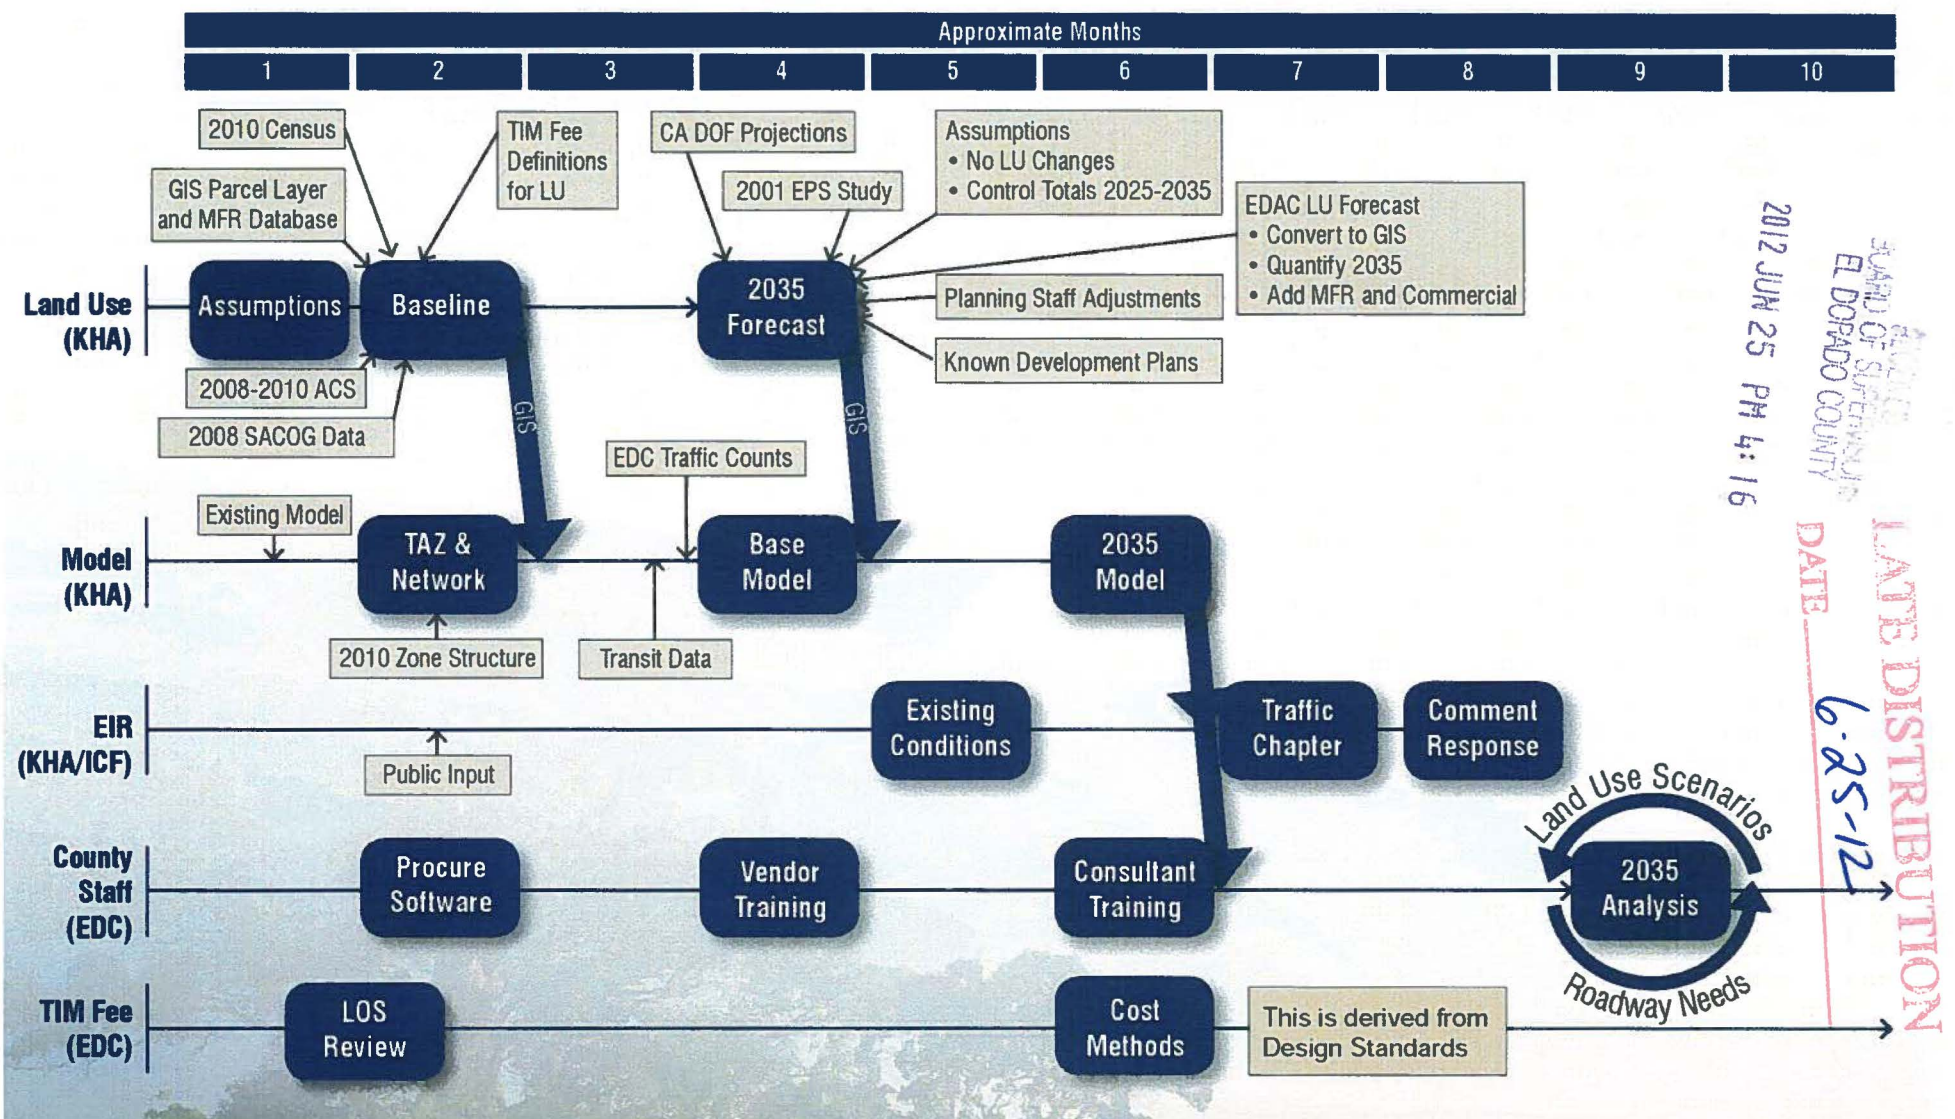 Approximate Months
1 2 3 4 5 6 7 8 9 10
2010 Census
TIM Fee
Definitions
for LU
CA DOF Projections
2001 EPS Study
Assumptions
• No LU Changes
• Control Totals 2025-2035
GIS Parcel Layer
and MFR Database
EDAC LU Forecast
• Convert to GIS
• Quantify 2035
• Add MFR and Commercial
Planning Staff Adjustments
Known Development Plans
Land Use
(KHA)
Assumptions
Baseline
2035
Forecast
2008-2010 ACS
2008 SACOG Data
GIS
GIS
EDC Traffic Counts
Existing Model
Model
(KHA)
TAZ &
Network
Base
Model
2035
Model
2010 Zone Structure
Transit Data
EIR
(KHA/ICF)
Existing
Conditions
Traffic
Chapter
Comment
Response
Public Input
County
Staff
(EDC)
Procure
Software
Vendor
Training
Consultant
Training
Land Use Scenarios
2035
Analysis
Roadway Needs
TIM Fee
(EDC)
LOS
Review
Cost
Methods
This is derived from
Design Standards
BOARD OF
EL DORADO COUNTY
2012 JUN 25 PM 4:16
LATE DISTRIBUTION
DATE 6-25-12